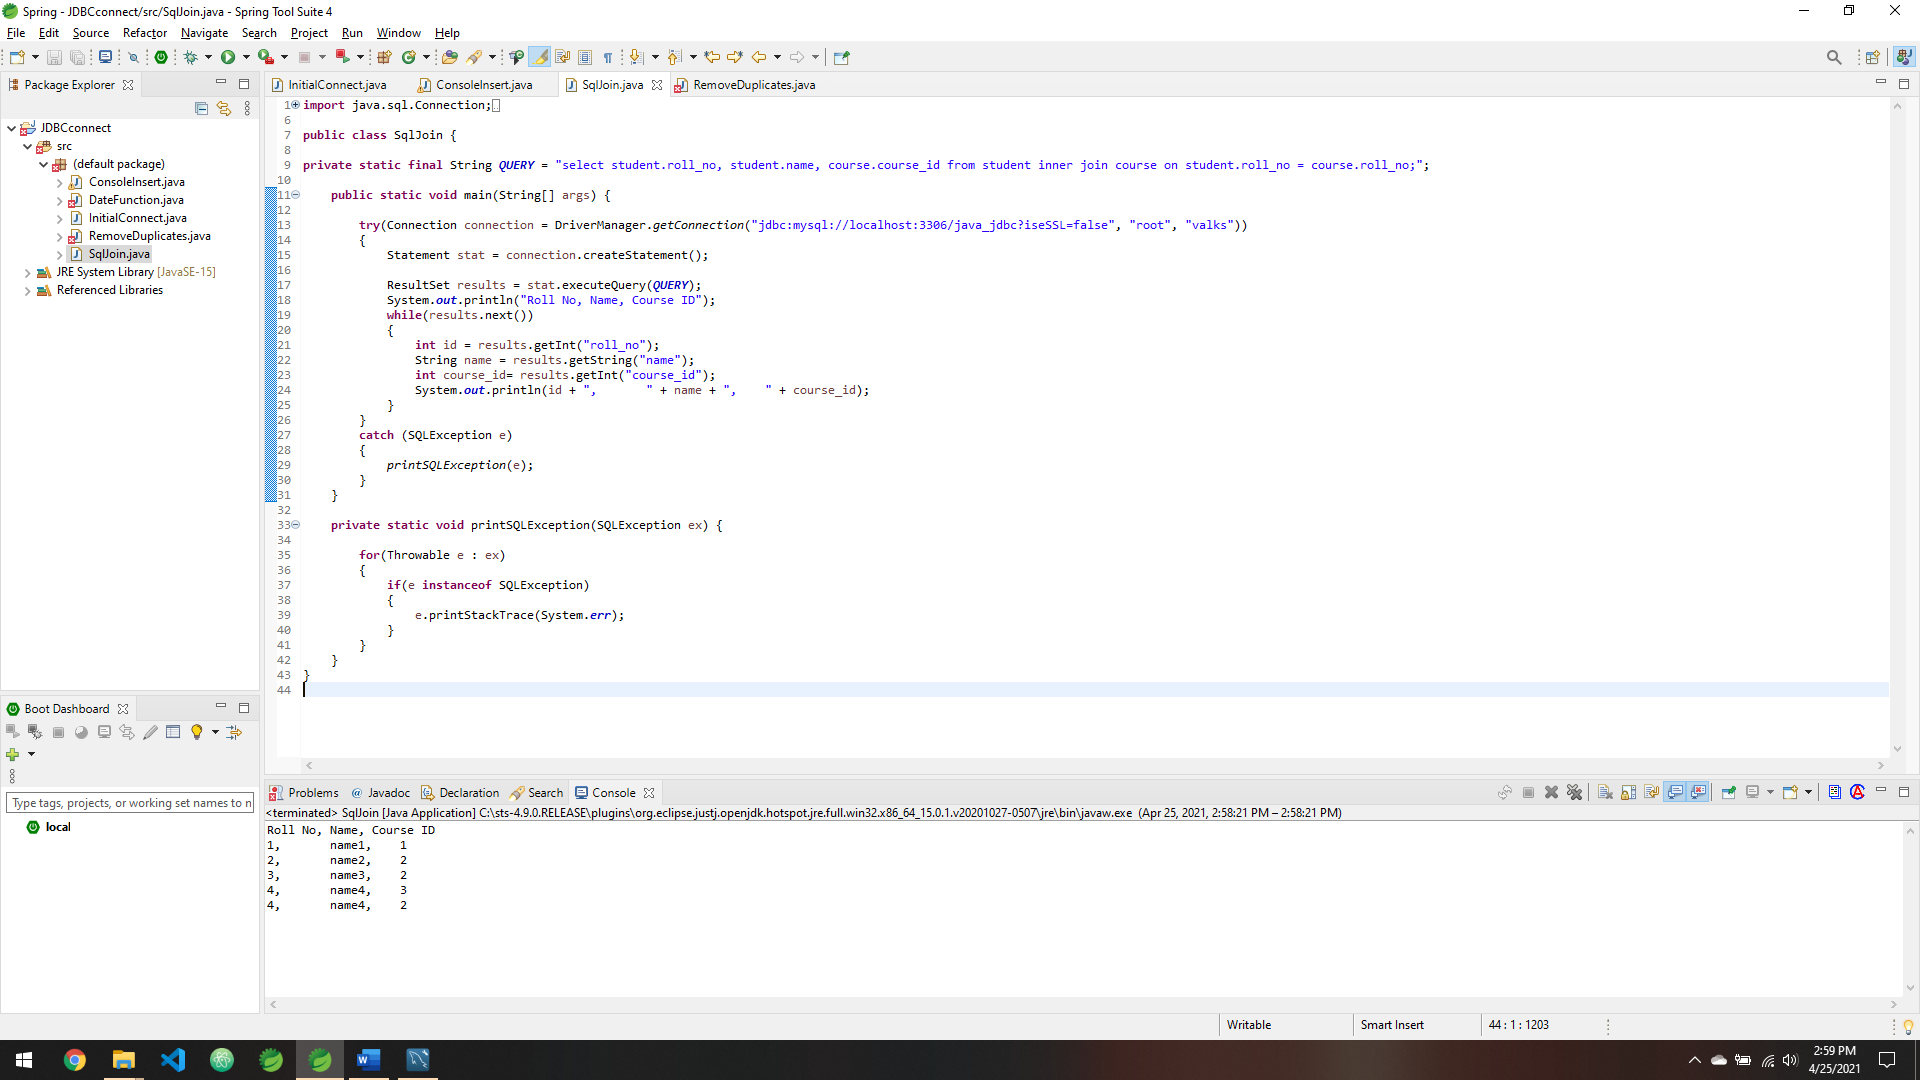 Spring - JDBCconnect/src/SqlJoin.java - Spring Tool Suite 4
File Edit Source Refactor Navigate Search Project Run Window Help
Package Explorer
JDBCconnect
src
(default package)
ConsoleInsert.java
DateFunction.java
InitialConnect.java
RemoveDuplicates.java
SqlJoin.java
JRE System Library [JavaSE-15]
Referenced Libraries
InitialConnect.java ConsoleInsert.java SqlJoin.java RemoveDuplicates.java
1 import java.sql.Connection;
6
7 public class SqlJoin {
8
9 private static final String QUERY = "select student.roll_no, student.name, course.course_id from student inner join course on student.roll_no = course.roll_no;";
10
11 public static void main(String[] args) {
12
13 try(Connection connection = DriverManager.getConnection("jdbc:mysql://localhost:3306/java_jdbc?iseSSL=false", "root", "valks"))
14 {
15 Statement stat = connection.createStatement();
16
17 ResultSet results = stat.executeQuery(QUERY);
18 System.out.println("Roll No, Name, Course ID");
19 while(results.next())
20 {
21 int id = results.getInt("roll_no");
22 String name = results.getString("name");
23 int course_id= results.getInt("course_id");
24 System.out.println(id + ",       " + name + ",    " + course_id);
25 }
26 }
27 catch (SQLException e)
28 {
29 printSQLException(e);
30 }
31 }
32
33 private static void printSQLException(SQLException ex) {
34
35 for(Throwable e : ex)
36 {
37 if(e instanceof SQLException)
38 {
39 e.printStackTrace(System.err);
40 }
41 }
42 }
43 }
44
Boot Dashboard
Type tags, projects, or working set names to n
local
Problems Javadoc Declaration Search Console
<terminated> SqlJoin [Java Application] C:\sts-4.9.0.RELEASE\plugins\org.eclipse.justj.openjdk.hotspot.jre.full.win32.x86_64_15.0.1.v20201027-0507\jre\bin\javaw.exe (Apr 25, 2021, 2:58:21 PM – 2:58:21 PM)
Roll No, Name, Course ID
1,       name1,    1
2,       name2,    2
3,       name3,    2
4,       name4,    3
4,       name4,    2
Writable Smart Insert 44 : 1 : 1203
2:59 PM
4/25/2021